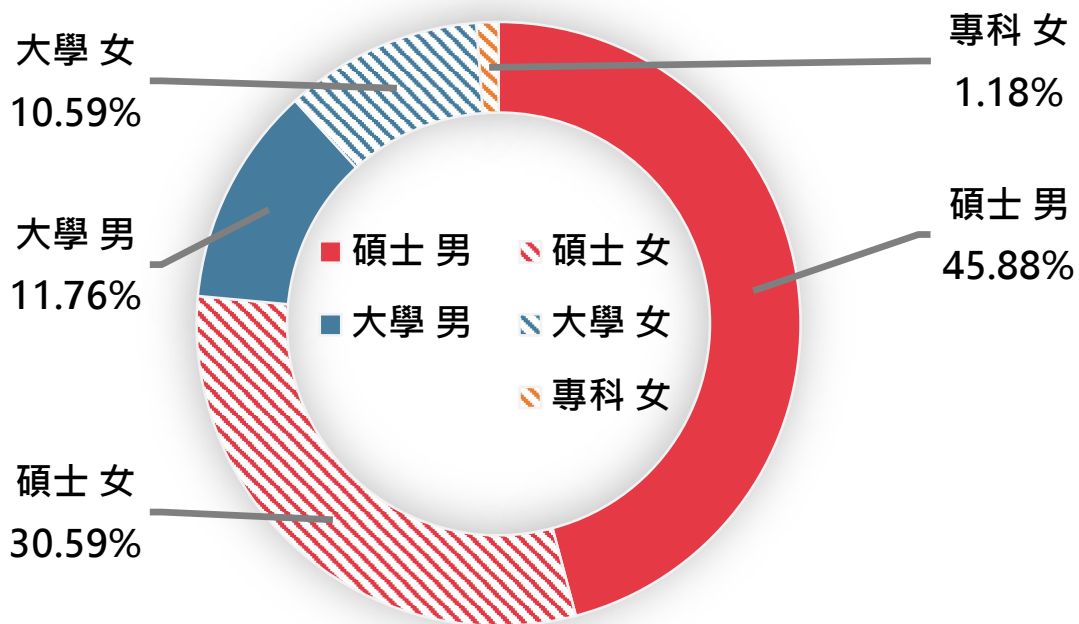 大學 女
10.59%
專科 女
1.18%
大學 男
11.76%
碩士 男
45.88%
碩士 男
碩士 女
大學 男
大學 女
專科 女
碩士 女
30.59%